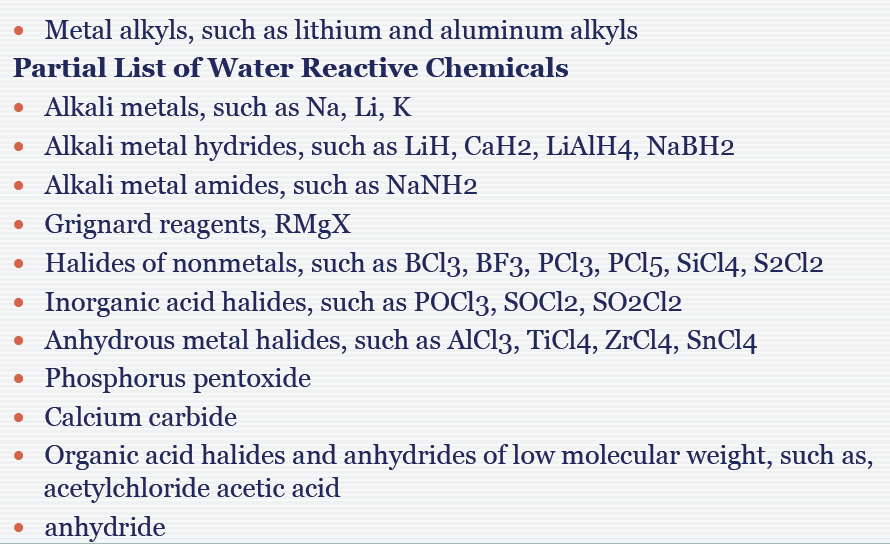 • Metal alkyls, such as lithium and aluminum alkyls
Partial List of Water Reactive Chemicals
• Alkali metals, such as Na, Li, K
• Alkali metal hydrides, such as LiH, CaH2, LiAlH4, NaBH2
• Alkali metal amides, such as NaNH2
• Grignard reagents, RMgX
• Halides of nonmetals, such as BCl3, BF3, PCl3, PCl5, SiCl4, S2Cl2
• Inorganic acid halides, such as POCl3, SOCl2, SO2Cl2
• Anhydrous metal halides, such as AlCl3, TiCl4, ZrCl4, SnCl4
• Phosphorus pentoxide
• Calcium carbide
• Organic acid halides and anhydrides of low molecular weight, such as,
acetylchloride acetic acid
• anhydride